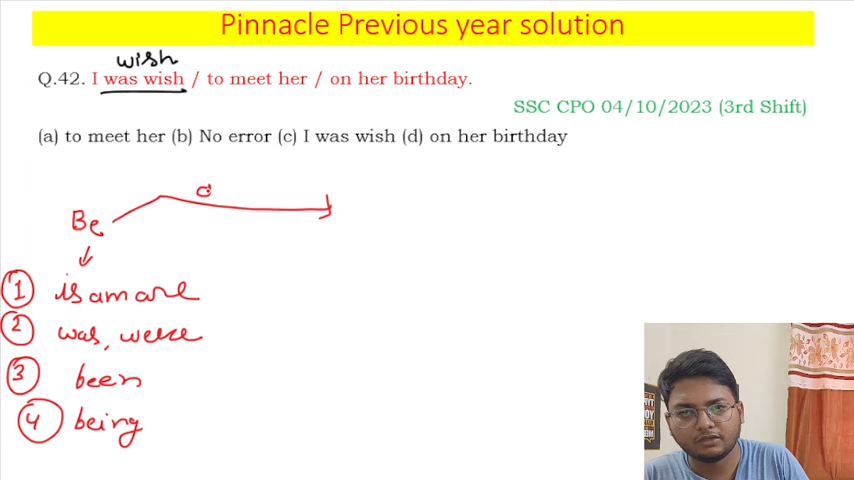 Pinnacle Previous year solution
wish
Q.42. I was wish / to meet her / on her birthday.
SSC CPO 04/10/2023 (3rd Shift)
(a) to meet her (b) No error (c) I was wish (d) on her birthday
Be
1 is am are
2 was, were
3 been
4 being